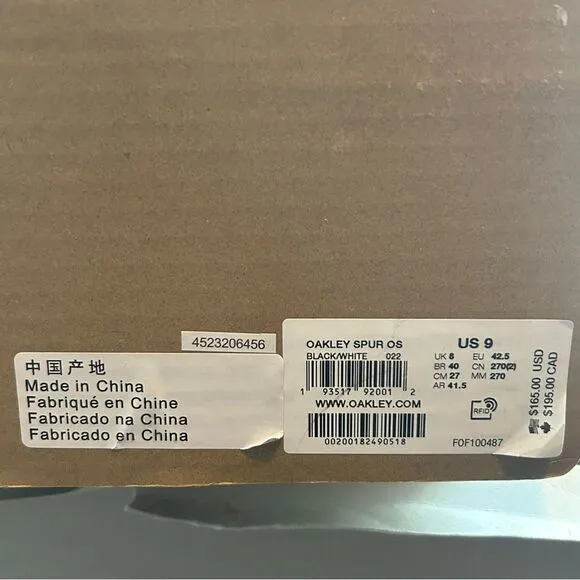 4523206456
中国产地
Made in China
Fabriqué en Chine
Fabricado na China
Fabricado en China
OAKLEY SPUR OS
BLACK/WHITE 022
1 93517 92001 2
WWW.OAKLEY.COM
00200182490518
US 9
UK 8 EU 42.5
BR 40 CN 270(2)
CM 27 MM 270
AR 41.5
RFID
FOF100487
$165.00 USD
$195.00 CAD